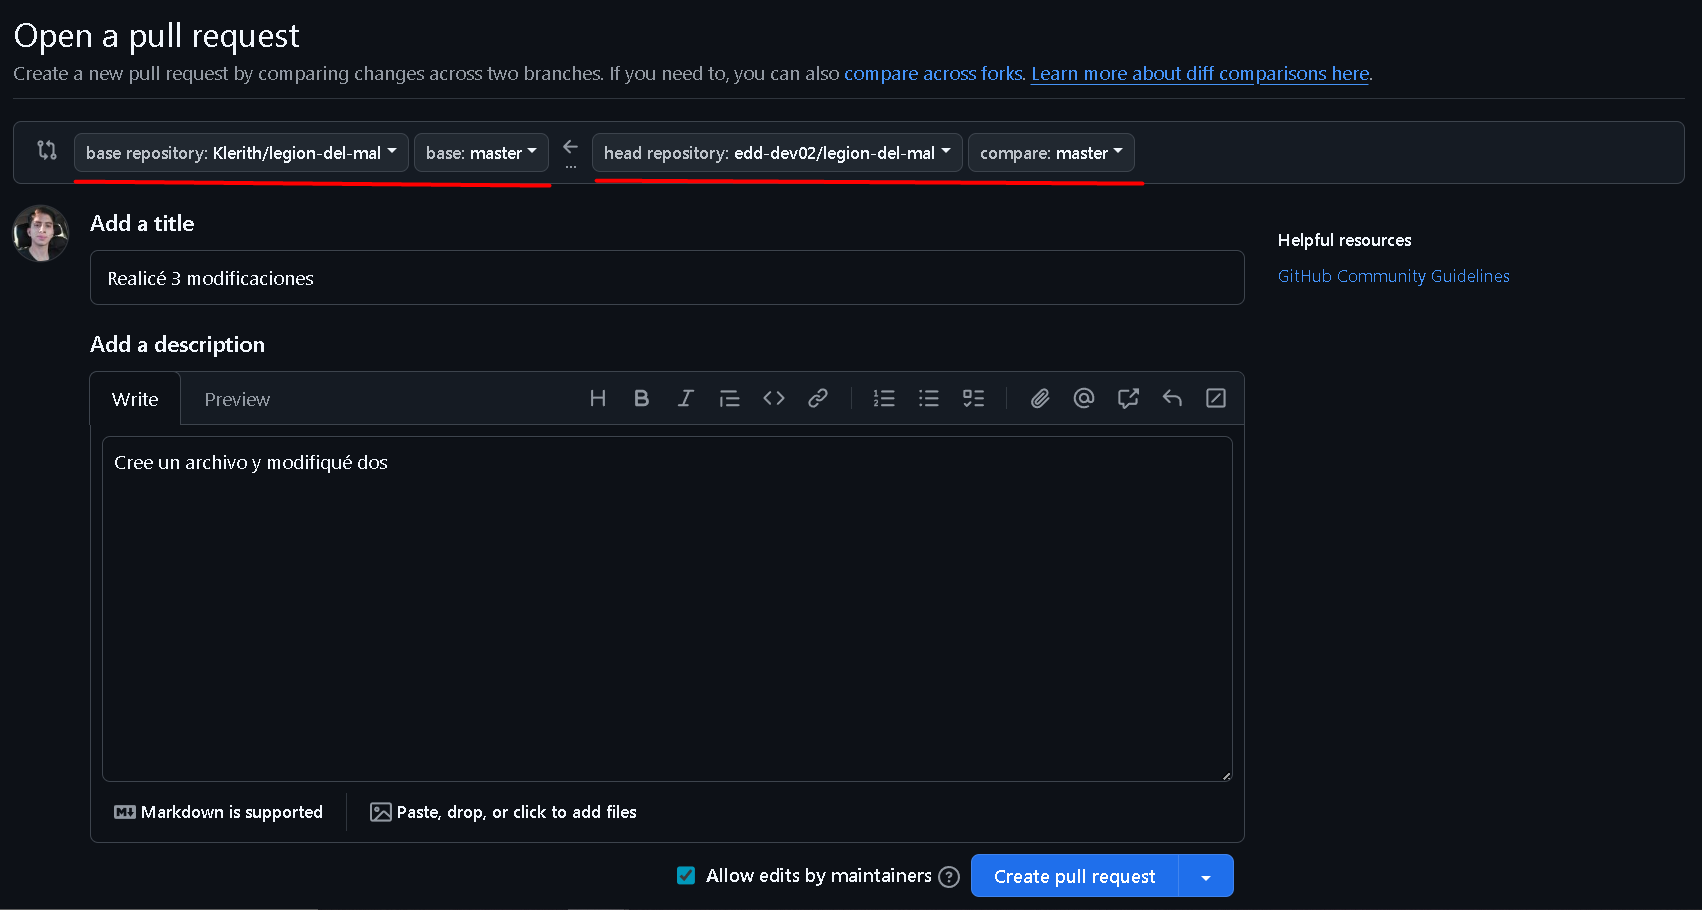 Open a pull request
Create a new pull request by comparing changes across two branches. If you need to, you can also compare across forks. Learn more about diff comparisons here.
base repository: Klerith/legion-del-mal base: master ← ... head repository: edd-dev02/legion-del-mal compare: master
Add a title
Realicé 3 modificaciones
Helpful resources
GitHub Community Guidelines
Add a description
Write Preview
Cree un archivo y modifiqué dos
Markdown is supported Paste, drop, or click to add files
Allow edits by maintainers ? Create pull request